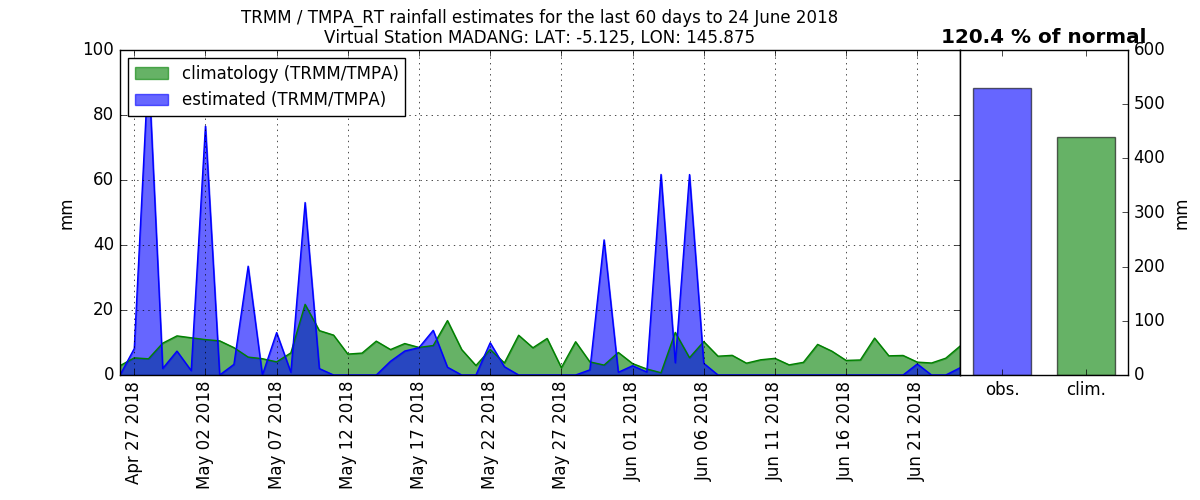 TRMM / TMPA_RT rainfall estimates for the last 60 days to 24 June 2018
Virtual Station MADANG: LAT: -5.125, LON: 145.875
120.4 % of normal
climatology (TRMM/TMPA)
estimated (TRMM/TMPA)
100
80
60
40
20
0
mm
600
500
400
300
200
100
0
mm
Apr 27 2018
May 02 2018
May 07 2018
May 12 2018
May 17 2018
May 22 2018
May 27 2018
Jun 01 2018
Jun 06 2018
Jun 11 2018
Jun 16 2018
Jun 21 2018
obs.
clim.